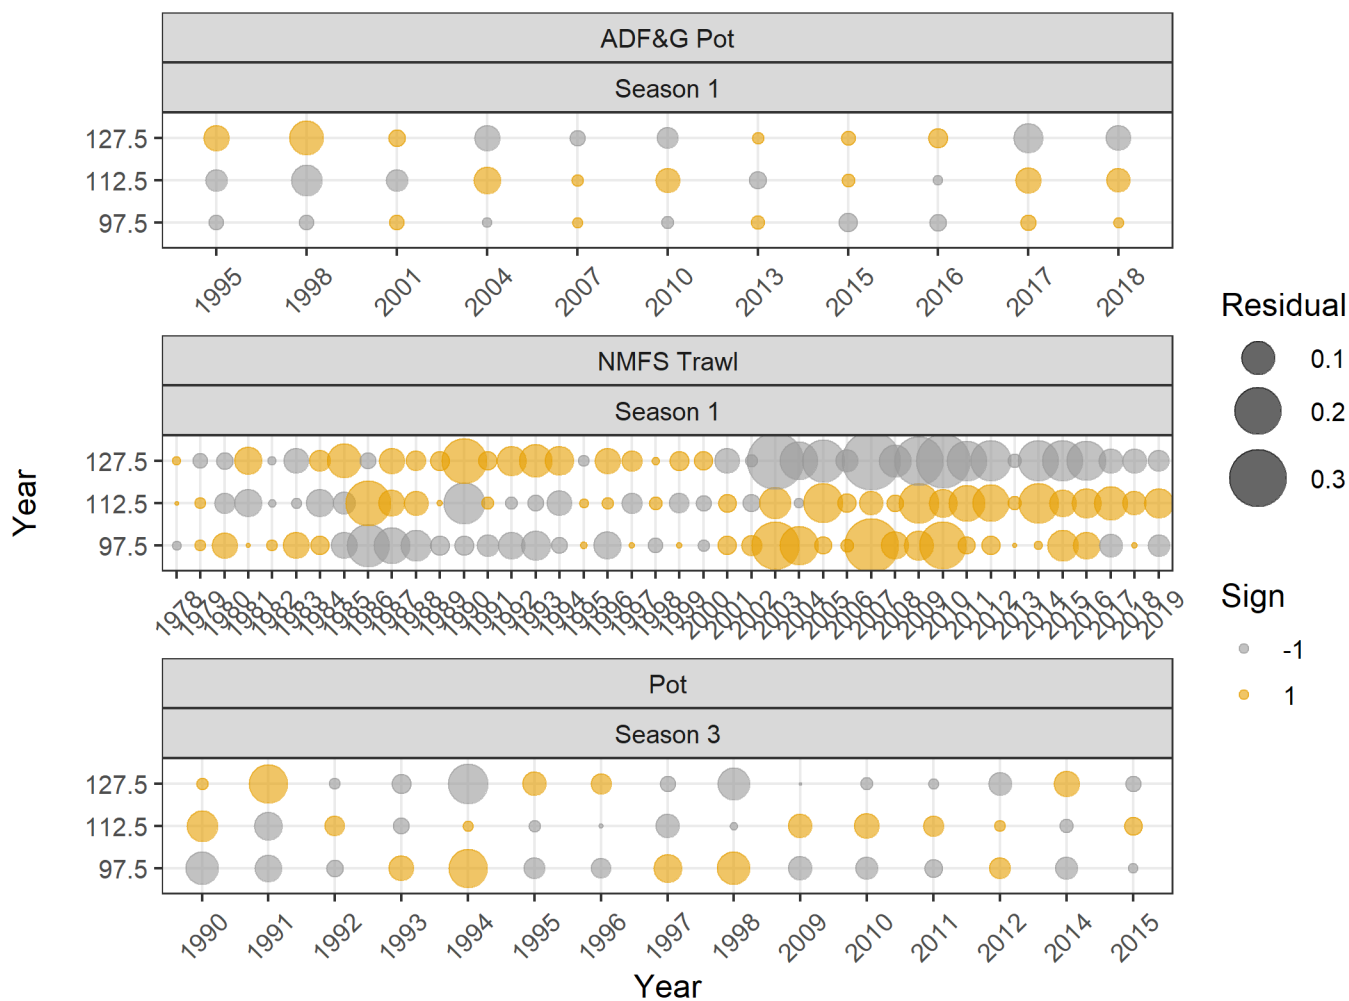 ADF&G Pot
Season 1
127.5
112.5
97.5
1995 1998 2001 2004 2007 2010 2013 2015 2016 2017 2018
NMFS Trawl
Season 1
127.5
112.5
97.5
1978 1979 1980 1981 1982 1983 1984 1985 1986 1987 1988 1989 1990 1991 1992 1993 1994 1995 1996 1997 1998 1999 2000 2001 2002 2003 2004 2005 2006 2007 2008 2009 2010 2011 2012 2013 2014 2015 2016 2017 2018 2019
Pot
Season 3
127.5
112.5
97.5
1990 1991 1992 1993 1994 1995 1996 1997 1998 2009 2010 2011 2012 2014 2015
Year
Year
Residual
0.1
0.2
0.3
Sign
-1
1